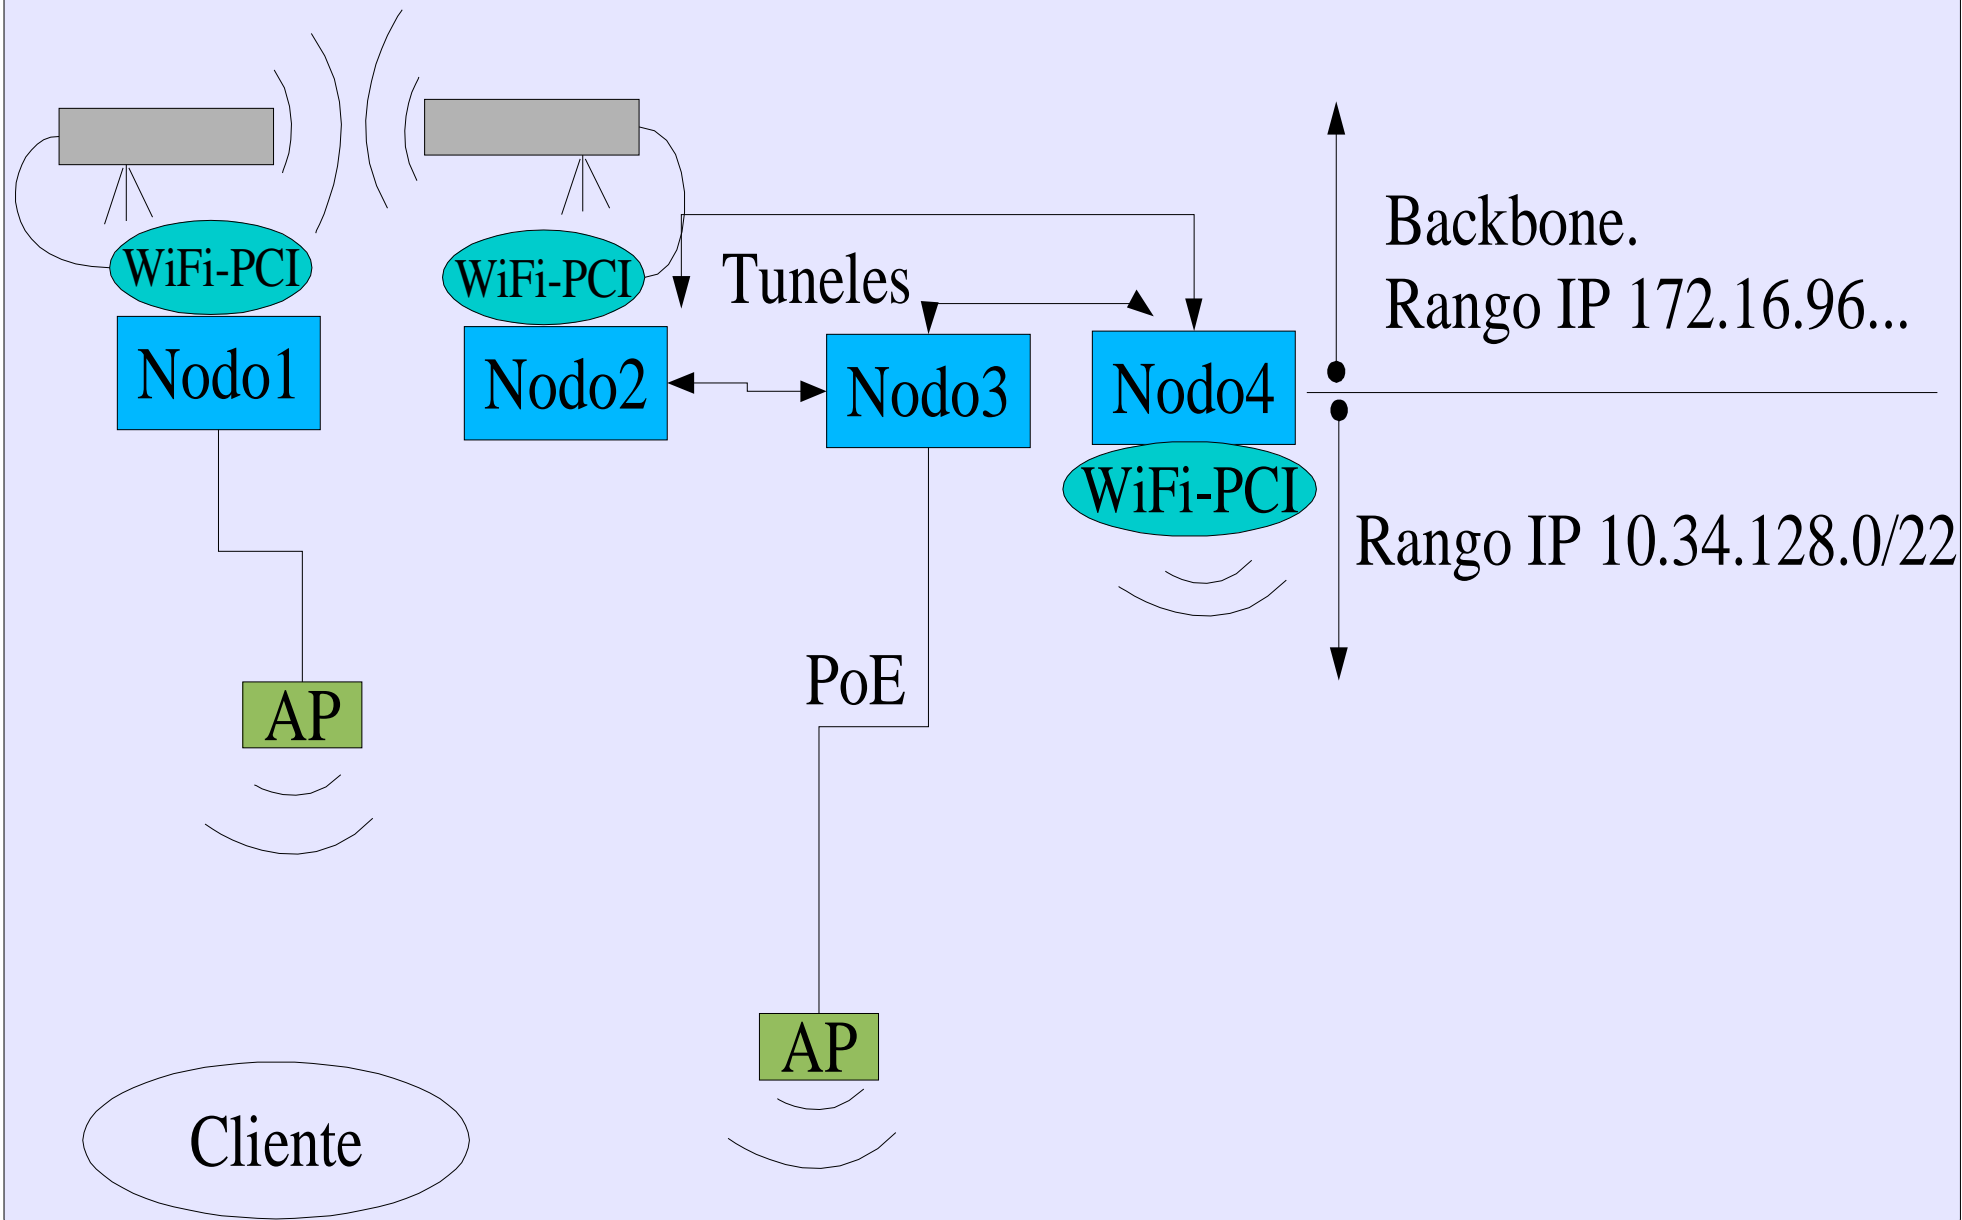 WiFi-PCI
WiFi-PCI
Tuneles
Backbone.
Rango IP 172.16.96...
Nodo1
Nodo2
Nodo3
Nodo4
WiFi-PCI
Rango IP 10.34.128.0/22
PoE
AP
AP
Cliente